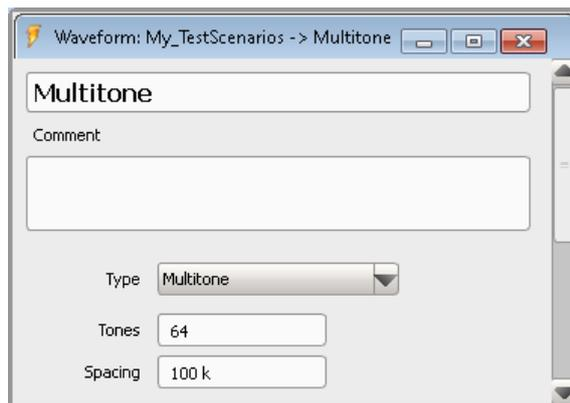 Waveform: My_TestScenarios -> Multitone
Multitone
Comment
Type Multitone
Tones 64
Spacing 100 k